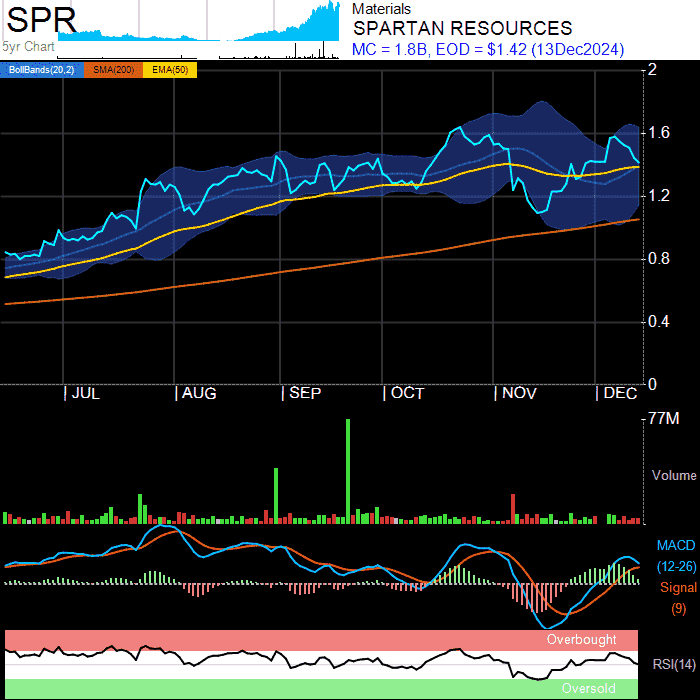 SPR
5yr Chart
Materials
SPARTAN RESOURCES
MC = 1.8B, EOD = $1.42 (13Dec2024)
BollBands(20,2) SMA(200) EMA(50)
2
1.6
1.2
0.8
0.4
0
JUL AUG SEP OCT NOV DEC
77M
Volume
MACD
(12-26)
Signal
(9)
Overbought
RSI(14)
Oversold